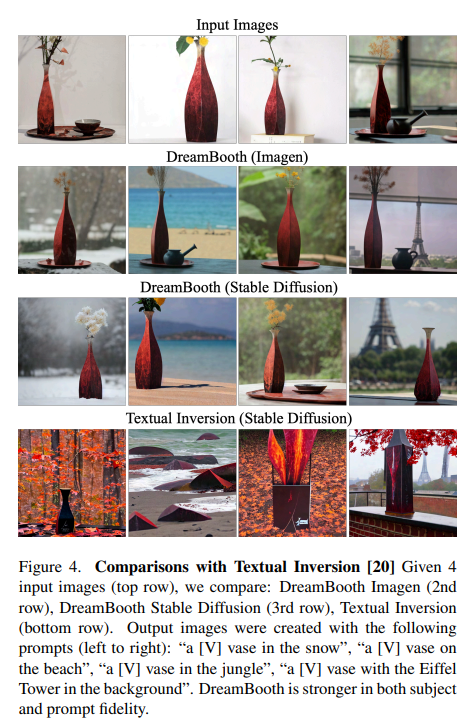 Input Images
DreamBooth (Imagen)
DreamBooth (Stable Diffusion)
Textual Inversion (Stable Diffusion)
Figure 4. Comparisons with Textual Inversion [20] Given 4
input images (top row), we compare: DreamBooth Imagen (2nd
row), DreamBooth Stable Diffusion (3rd row), Textual Inversion
(bottom row). Output images were created with the following
prompts (left to right): “a [V] vase in the snow”, “a [V] vase on
the beach”, “a [V] vase in the jungle”, “a [V] vase with the Eiffel
Tower in the background”. DreamBooth is stronger in both subject
and prompt fidelity.